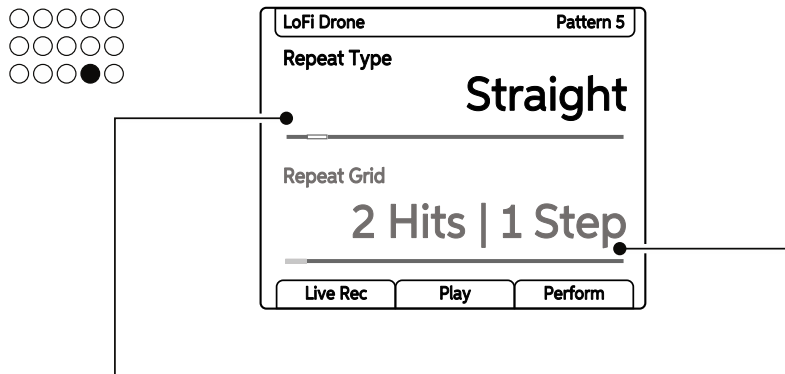 LoFi Drone Pattern 5
Repeat Type
Straight
Repeat Grid
2 Hits | 1 Step
Live Rec Play Perform